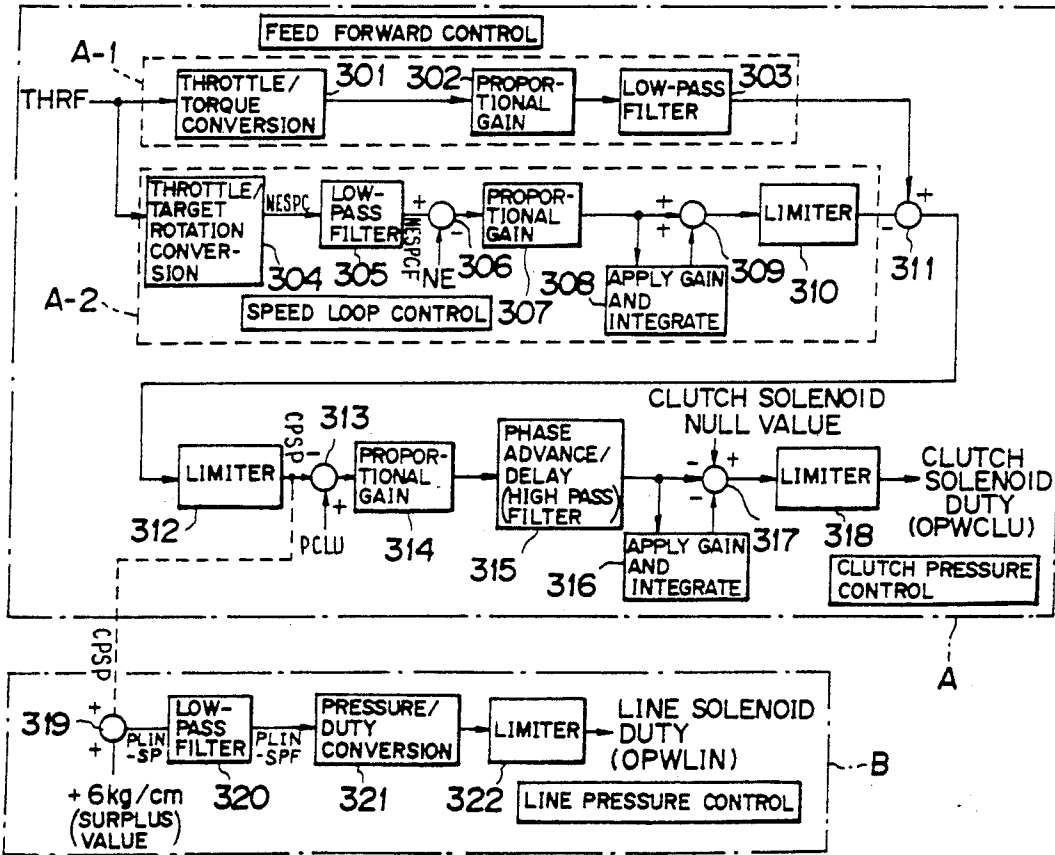 FEED FORWARD CONTROL
A-1
THRF
THROTTLE/
TORQUE
CONVERSION
301
302
PROPOR-
TIONAL
GAIN
LOW-PASS
FILTER
303
THROTTLE/
TARGET
ROTATION
CONVER-
SION
304
NESPC
LOW-
PASS
FILTER
305
NESPCF
+
-
NE
306
PROPOR-
TIONAL
GAIN
307
+
+
309
308
APPLY GAIN
AND
INTEGRATE
LIMITER
310
+
-
311
A-2
SPEED LOOP CONTROL
LIMITER
312
CPSP
-
313
+
PCLU
PROPOR-
TIONAL
GAIN
314
PHASE
ADVANCE/
DELAY
(HIGH PASS)
FILTER
315
CLUTCH SOLENOID
NULL VALUE
-
+
-
317
316
APPLY GAIN
AND
INTEGRATE
LIMITER
318
CLUTCH
SOLENOID
DUTY
(OPWCLU)
CLUTCH PRESSURE
CONTROL
A
CPSP
319
+
+
+6kg/cm
(SURPLUS)
VALUE
PLIN
-SP
LOW-
PASS
FILTER
320
PLIN
-SPF
PRESSURE/
DUTY
CONVERSION
321
LIMITER
322
LINE SOLENOID
DUTY
(OPWLIN)
LINE PRESSURE CONTROL
B